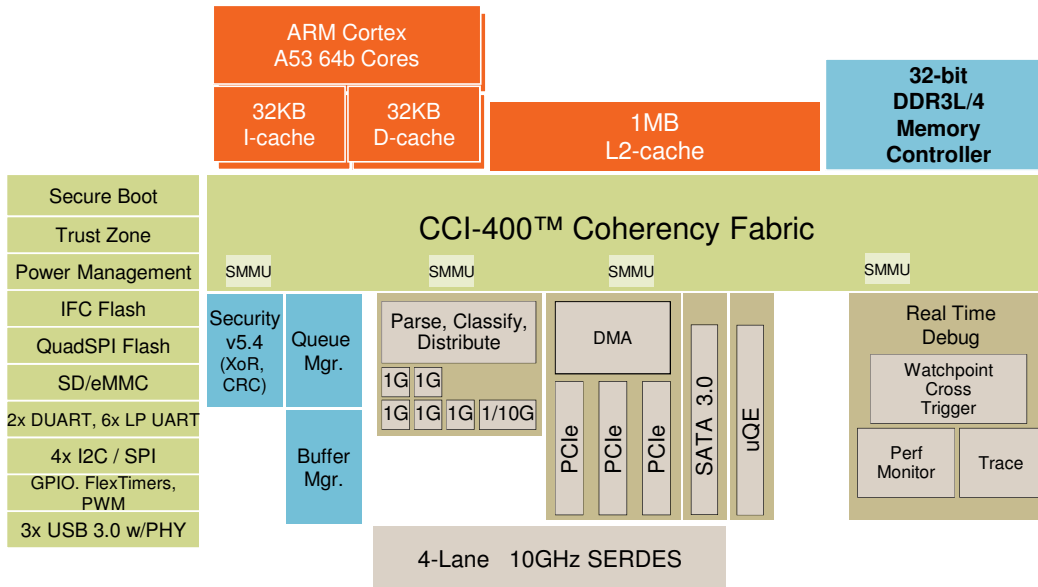 ARM Cortex
A53 64b Cores
32KB
I-cache
32KB
D-cache
1MB
L2-cache
32-bit
DDR3L/4
Memory
Controller
Secure Boot
Trust Zone
Power Management
IFC Flash
QuadSPI Flash
SD/eMMC
2x DUART, 6x LP UART
4x I2C / SPI
GPIO. FlexTimers,
PWM
3x USB 3.0 w/PHY
CCI-400™ Coherency Fabric
SMMU
SMMU
SMMU
SMMU
Security
v5.4
(XoR,
CRC)
Queue
Mgr.
Buffer
Mgr.
Parse, Classify,
Distribute
1G 1G
1G 1G 1G 1/10G
DMA
PCIe
PCIe
PCIe
SATA 3.0
uQE
Real Time
Debug
Watchpoint
Cross
Trigger
Perf
Monitor
Trace
4-Lane 10GHz SERDES